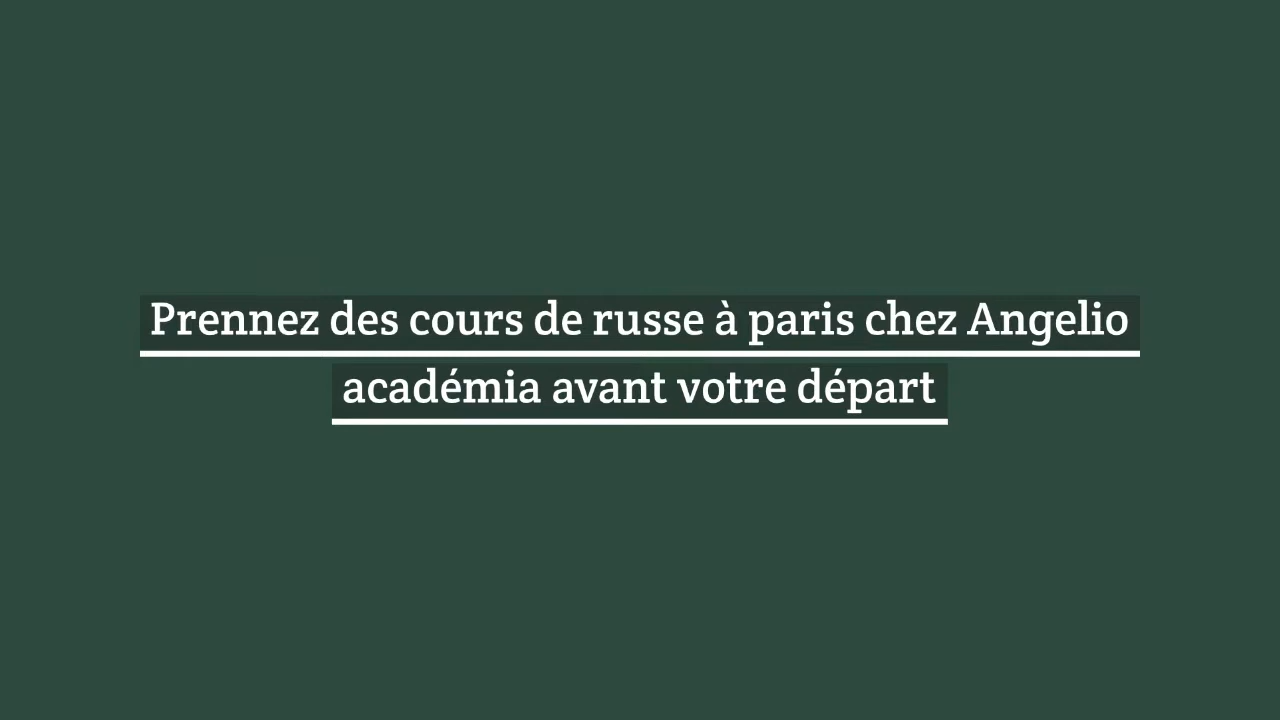 Prennez des cours de russe à paris chez Angelio
académia avant votre départ